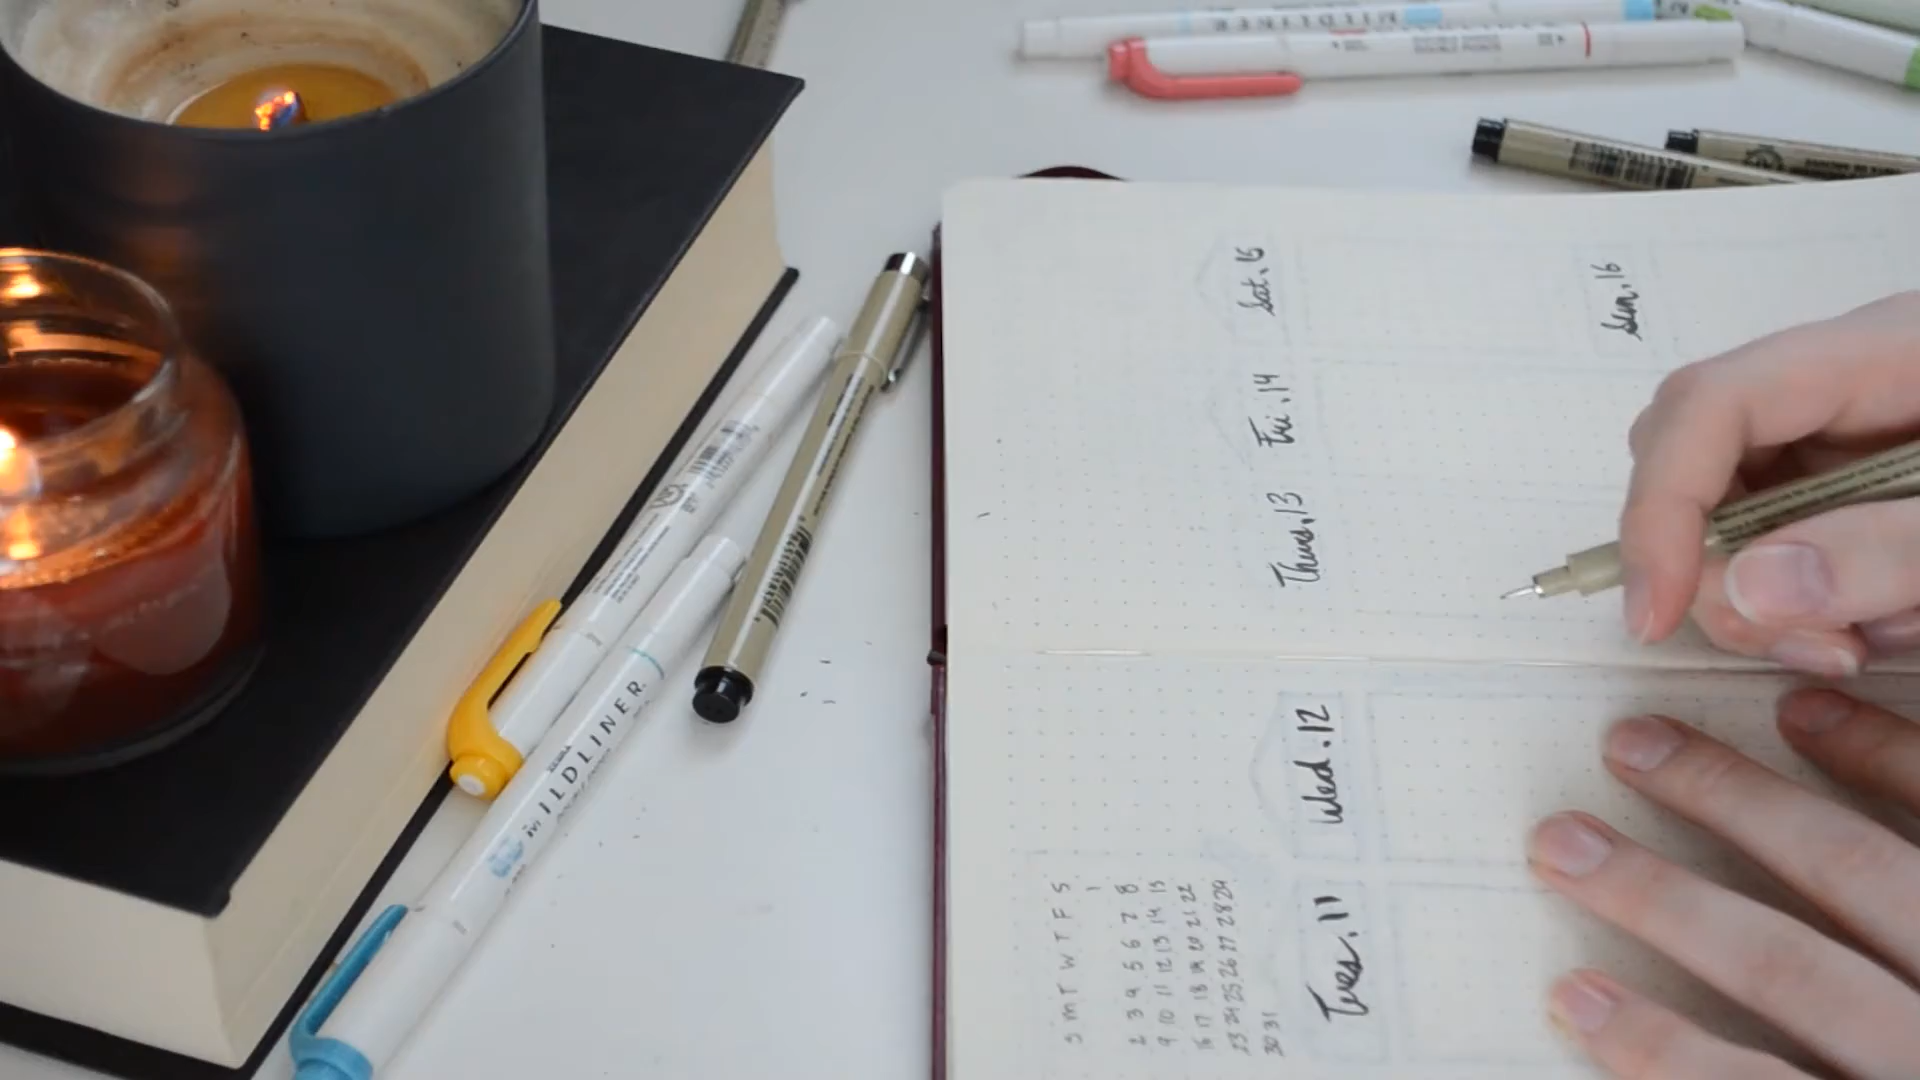 Sat. 15
Sun. 16
Fri. 14
Thurs. 13
Wed. 12
Tues. 11
S M T W T F S
1
2 3 4 5 6 7 8
9 10 11 12 13 14 15
16 17 18 19 20 21 22
23 24 25 26 27 28 29
30 31
MILDLINER
ZEBRA
MILDLINER